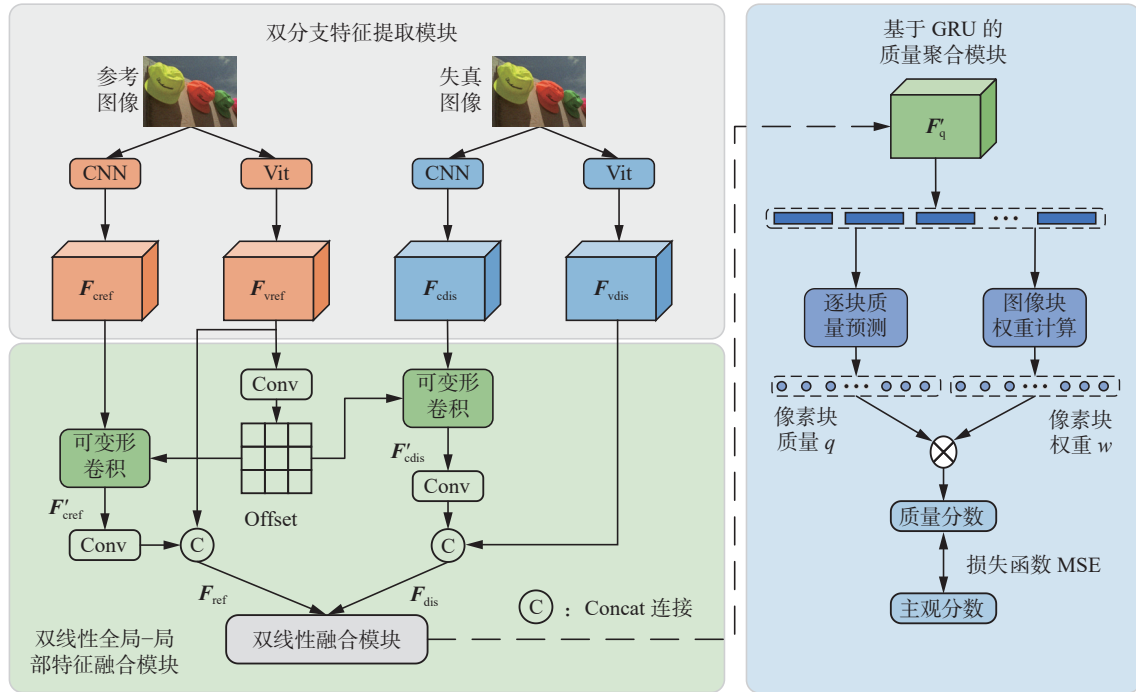 双分支特征提取模块
参考
图像
失真
图像
CNN
Vit
CNN
Vit
F_cref
F_vref
F_cdis
F_vdis
Conv
可变形
卷积
可变形
卷积
F′_cdis
Conv
Offset
F′_cref
Conv
C
C
F_ref
F_dis
C : Concat 连接
双线性融合模块
双线性全局−局
部特征融合模块
基于 GRU 的
质量聚合模块
F′_q
···
逐块质
量预测
图像块
权重计算
···
···
像素块
质量 q
像素块
权重 w
质量分数
损失函数 MSE
主观分数